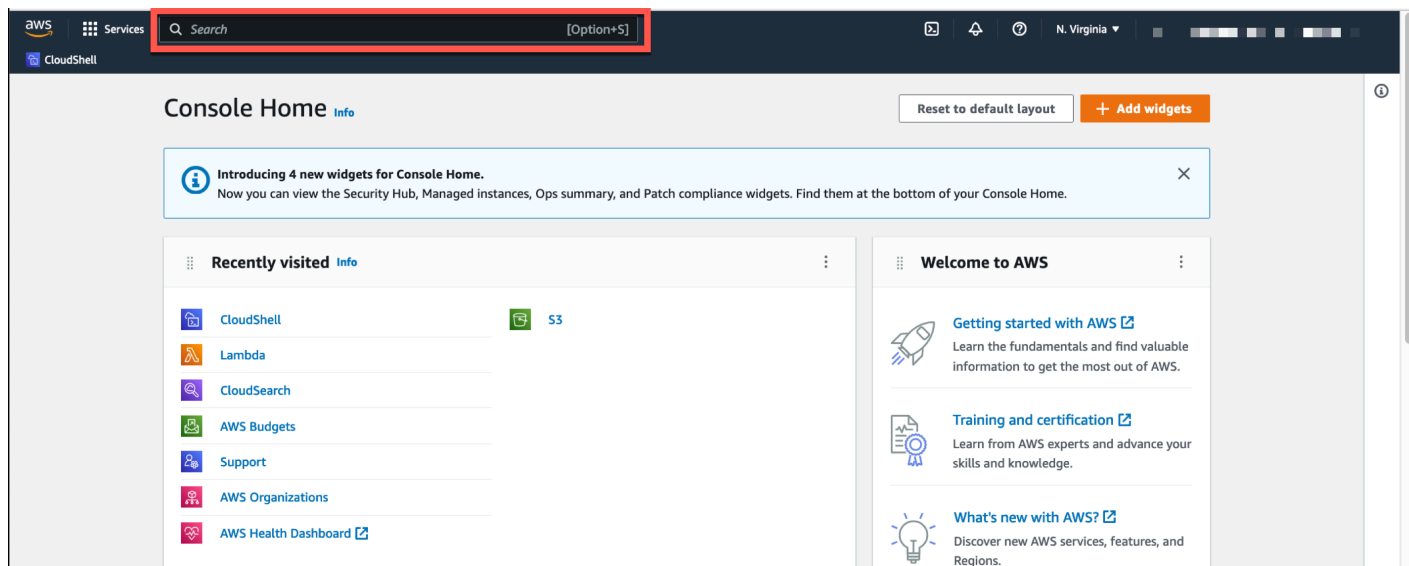 aws
Services
Search
[Option+S]
N. Virginia
CloudShell
Console Home Info
Reset to default layout
+ Add widgets
Introducing 4 new widgets for Console Home.
Now you can view the Security Hub, Managed instances, Ops summary, and Patch compliance widgets. Find them at the bottom of your Console Home.
Recently visited Info
CloudShell
Lambda
CloudSearch
AWS Budgets
Support
AWS Organizations
AWS Health Dashboard
S3
Welcome to AWS
Getting started with AWS
Learn the fundamentals and find valuable
information to get the most out of AWS.
Training and certification
Learn from AWS experts and advance your
skills and knowledge.
What's new with AWS?
Discover new AWS services, features, and
Regions.